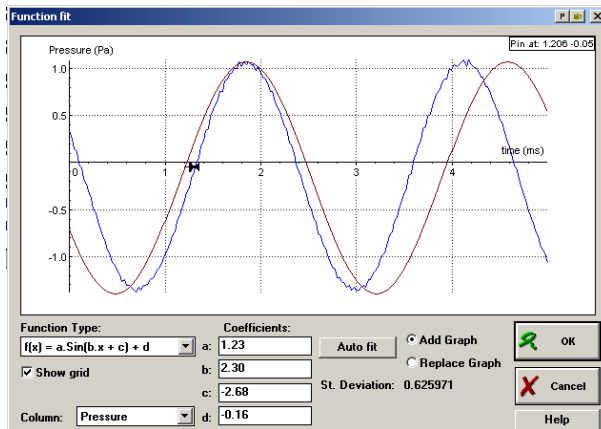 Function fit
P
Pin at: 1.206 -0.05
Pressure (Pa)
1.0
0.5
time (ms)
0 1 2 3 4
-0.5
-1.0
Function Type: Coefficients:
f(x) = a.Sin(b.x + c) + d a: 1.23 Auto fit Add Graph OK
Show grid b: 2.30 Replace Graph
c: -2.68 St. Deviation: 0.625971 Cancel
Column: Pressure d: -0.16 Help